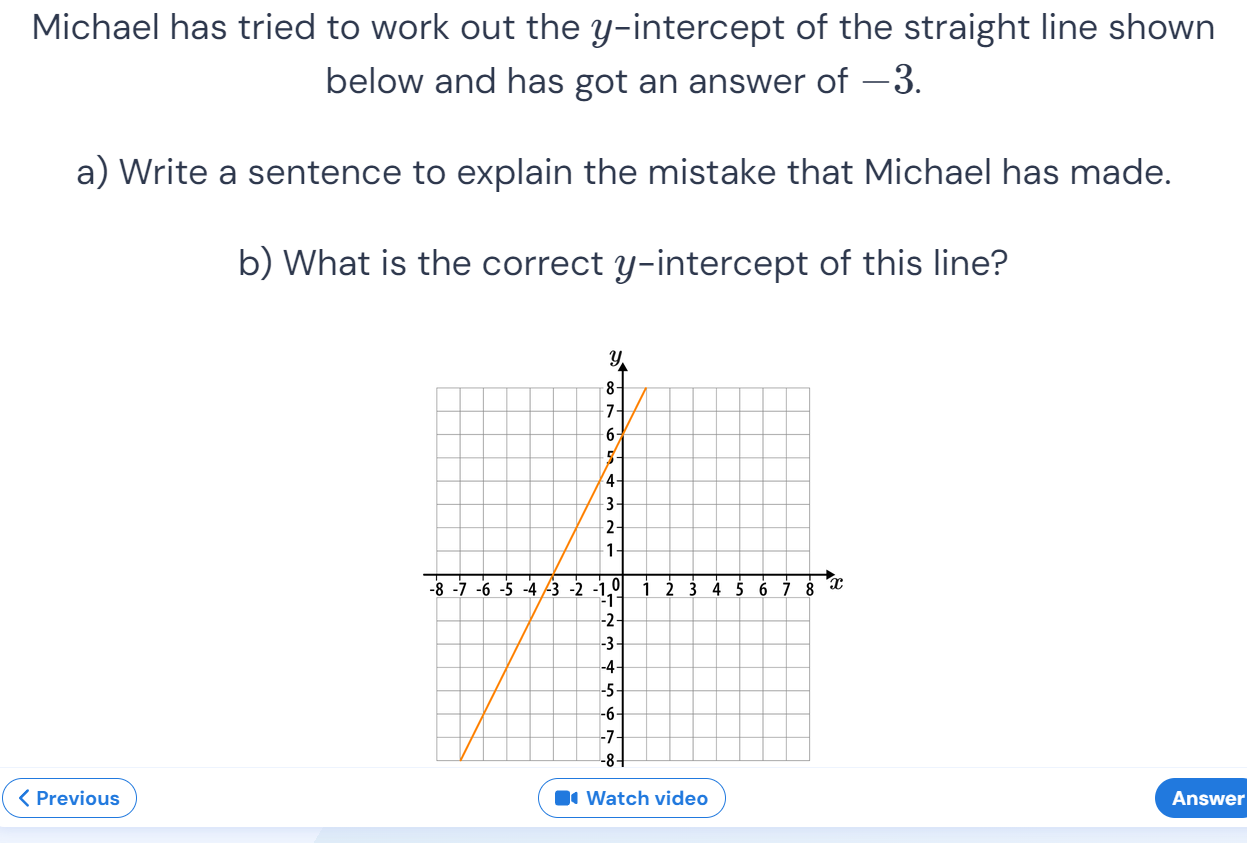 Michael has tried to work out the y-intercept of the straight line shown
below and has got an answer of −3.
a) Write a sentence to explain the mistake that Michael has made.
b) What is the correct y-intercept of this line?
y
8
7
6
5
4
3
2
1
-8 -7 -6 -5 -4 -3 -2 -1 0 1 2 3 4 5 6 7 8 x
-1
-2
-3
-4
-5
-6
-7
-8
Previous Watch video Answer